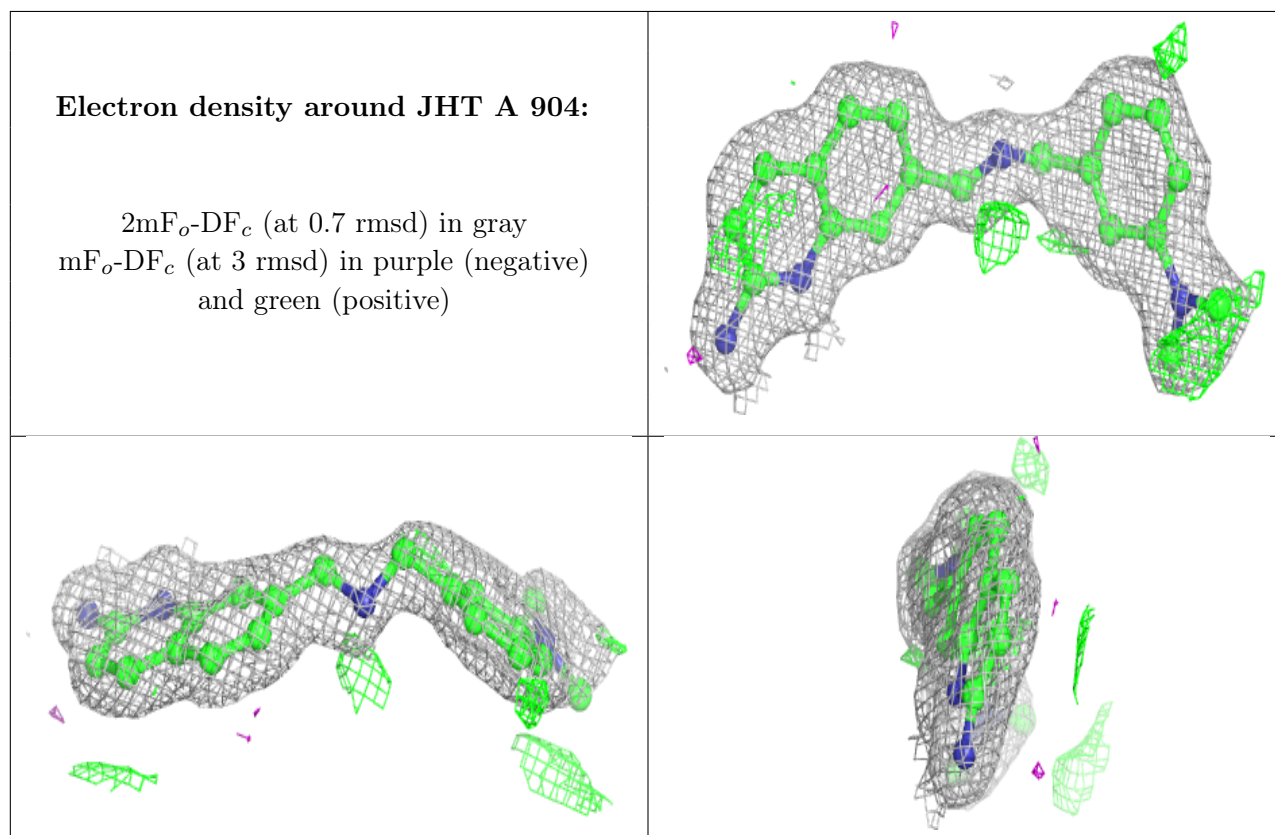 Electron density around JHT A 904:
2mFo-DFc (at 0.7 rmsd) in gray
mFo-DFc (at 3 rmsd) in purple (negative)
and green (positive)